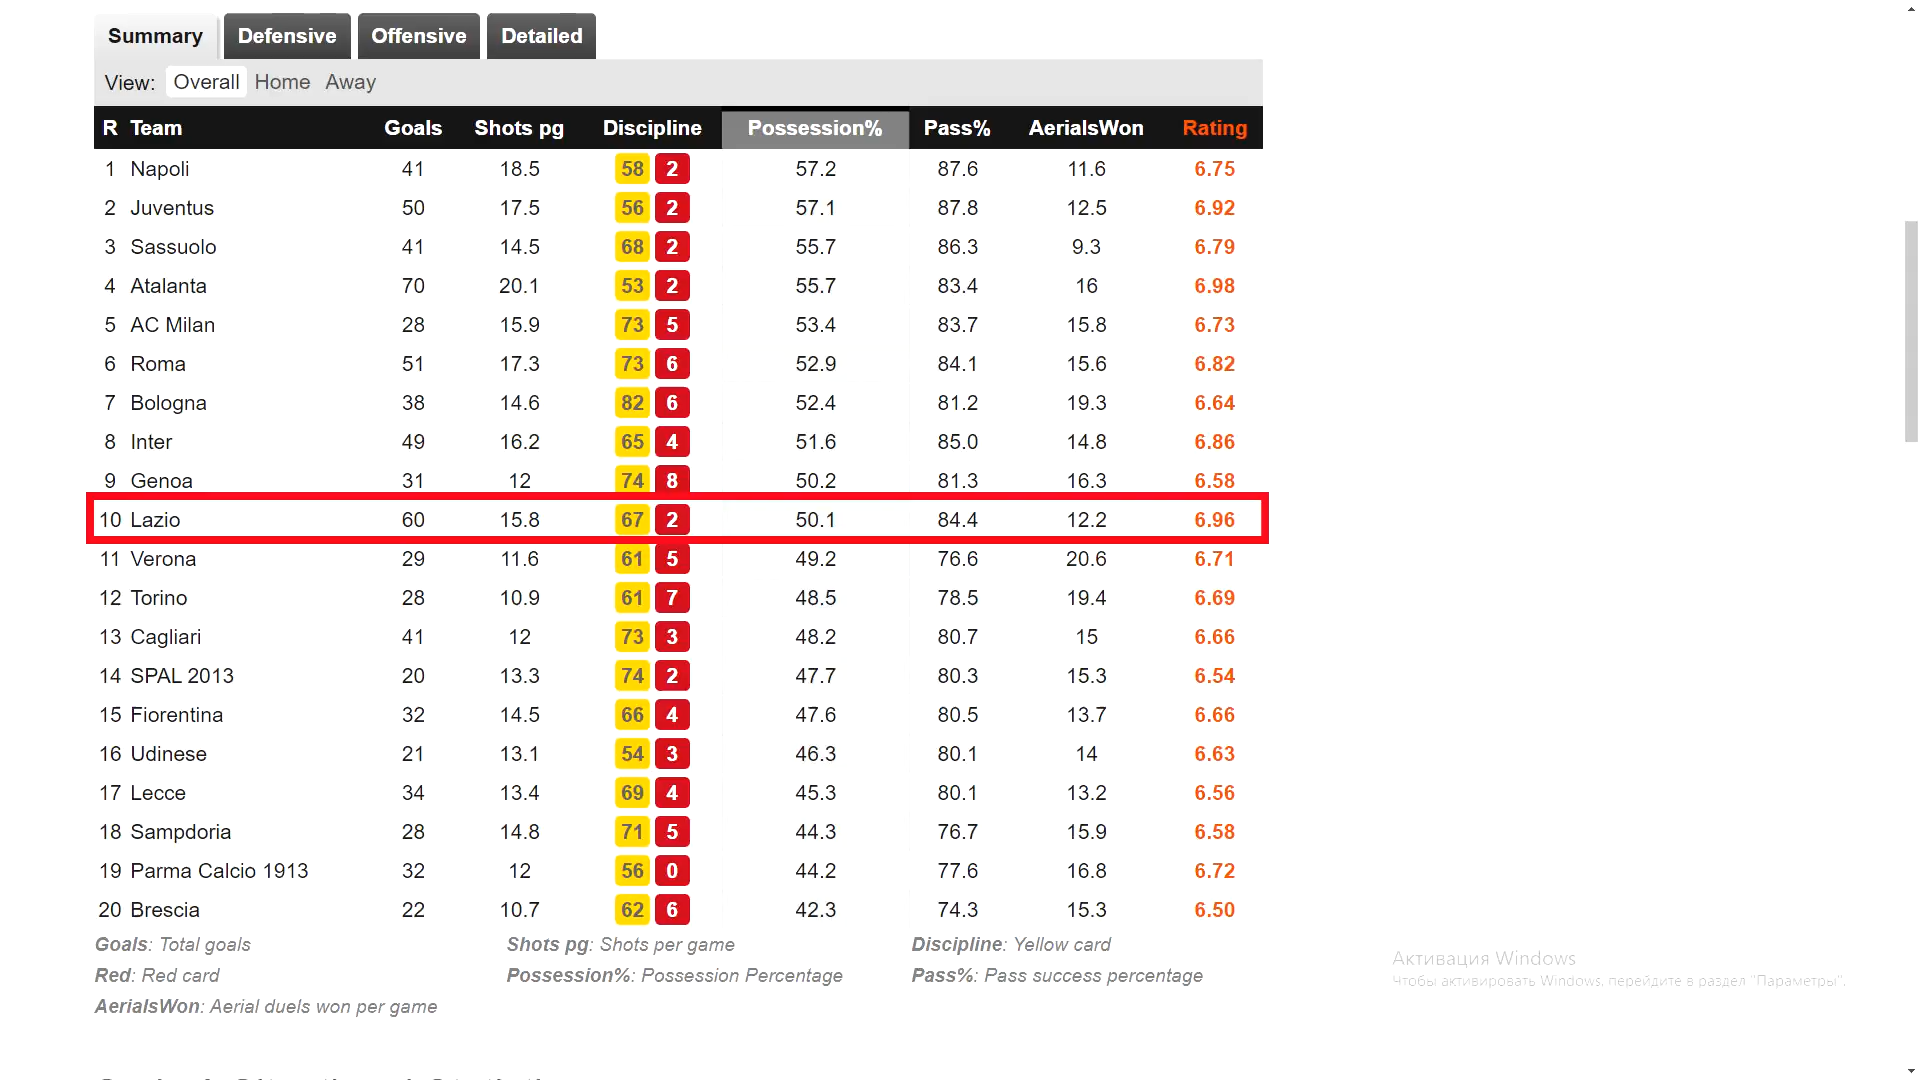 Summary Defensive Offensive Detailed
View: Overall Home Away
R Team Goals Shots pg Discipline Possession% Pass% AerialsWon Rating
1 Napoli 41 18.5 58 2 57.2 87.6 11.6 6.75
2 Juventus 50 17.5 56 2 57.1 87.8 12.5 6.92
3 Sassuolo 41 14.5 68 2 55.7 86.3 9.3 6.79
4 Atalanta 70 20.1 53 2 55.7 83.4 16 6.98
5 AC Milan 28 15.9 73 5 53.4 83.7 15.8 6.73
6 Roma 51 17.3 73 6 52.9 84.1 15.6 6.82
7 Bologna 38 14.6 82 6 52.4 81.2 19.3 6.64
8 Inter 49 16.2 65 4 51.6 85.0 14.8 6.86
9 Genoa 31 12 74 8 50.2 81.3 16.3 6.58
10 Lazio 60 15.8 67 2 50.1 84.4 12.2 6.96
11 Verona 29 11.6 61 5 49.2 76.6 20.6 6.71
12 Torino 28 10.9 61 7 48.5 78.5 19.4 6.69
13 Cagliari 41 12 73 3 48.2 80.7 15 6.66
14 SPAL 2013 20 13.3 74 2 47.7 80.3 15.3 6.54
15 Fiorentina 32 14.5 66 4 47.6 80.5 13.7 6.66
16 Udinese 21 13.1 54 3 46.3 80.1 14 6.63
17 Lecce 34 13.4 69 4 45.3 80.1 13.2 6.56
18 Sampdoria 28 14.8 71 5 44.3 76.7 15.9 6.58
19 Parma Calcio 1913 32 12 56 0 44.2 77.6 16.8 6.72
20 Brescia 22 10.7 62 6 42.3 74.3 15.3 6.50
Goals: Total goals Shots pg: Shots per game Discipline: Yellow card
Red: Red card Possession%: Possession Percentage Pass%: Pass success percentage
AerialsWon: Aerial duels won per game
Активация Windows
Чтобы активировать Windows, перейдите в раздел "Параметры".